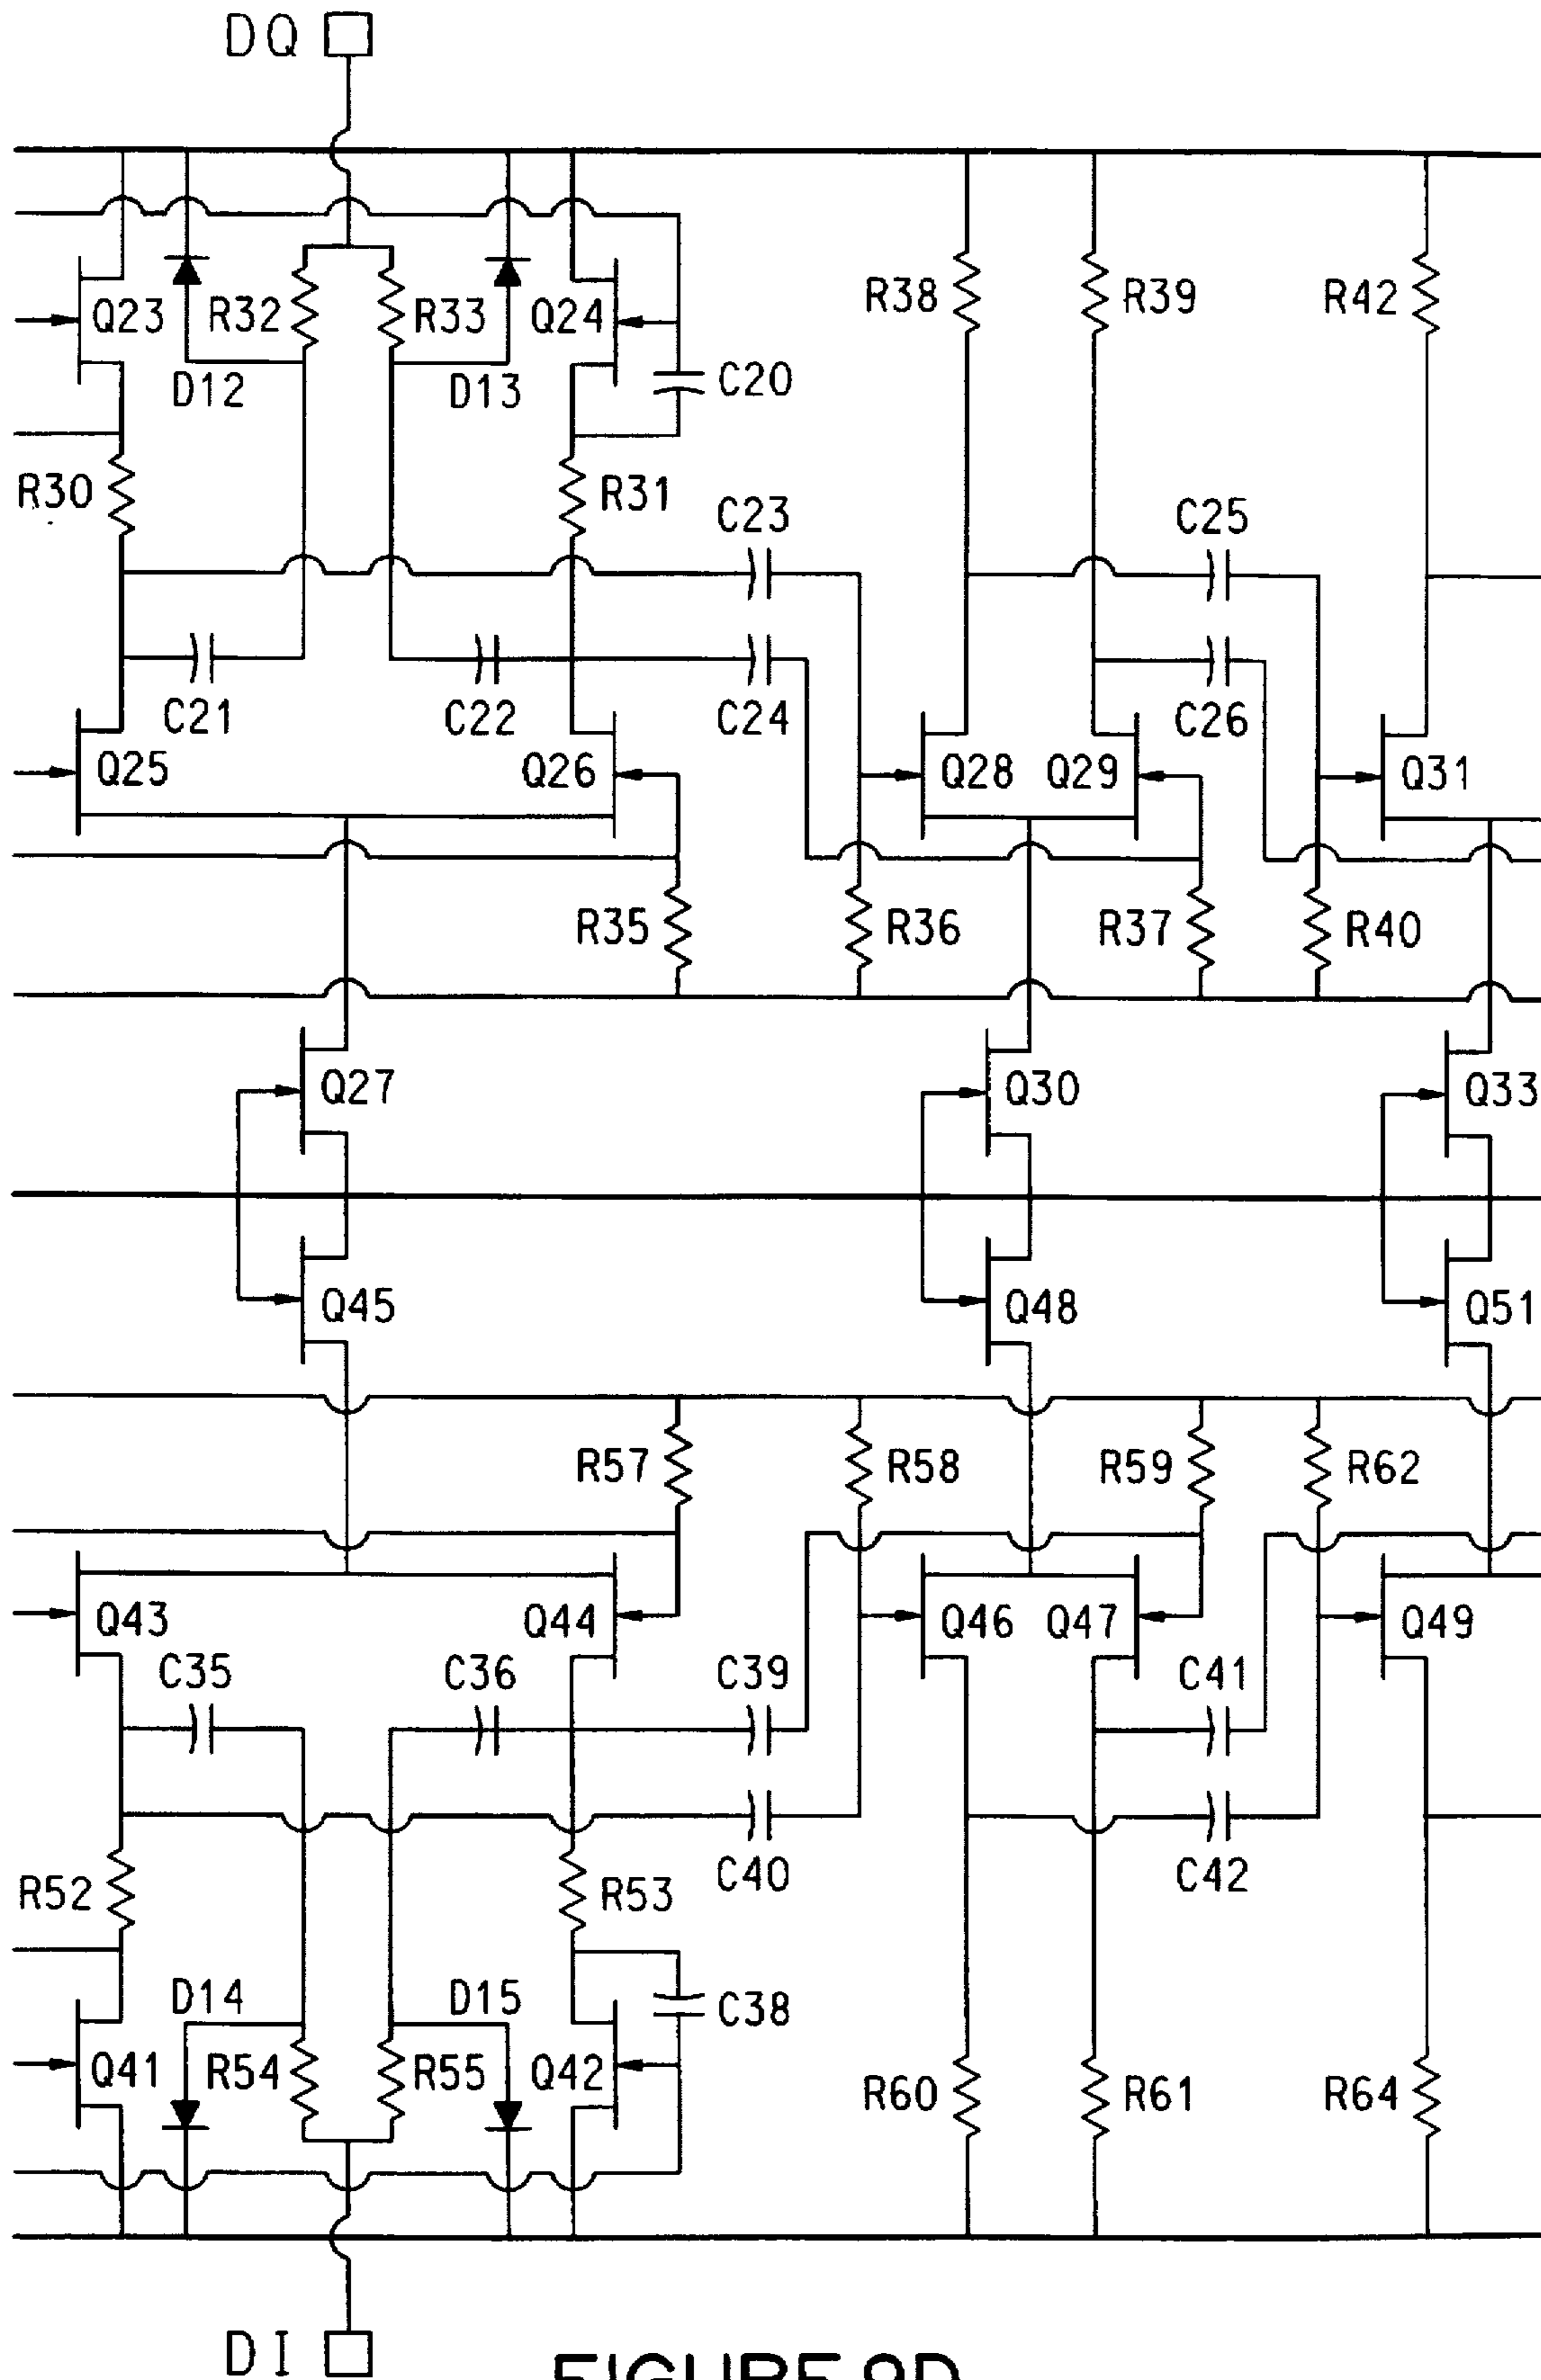 DQ
Q23
R32
R33
Q24
R38
R39
R42
D12
D13
C20
R30
R31
C23
C25
C21
C22
C24
C26
Q25
Q26
Q28
Q29
Q31
R35
R36
R37
R40
Q27
Q30
Q33
Q45
Q48
Q51
R57
R58
R59
R62
Q43
Q44
Q46
Q47
Q49
C35
C36
C39
C41
C40
C42
R52
R53
D14
D15
C38
Q41
R54
R55
Q42
R60
R61
R64
DI
FIGURE 9D